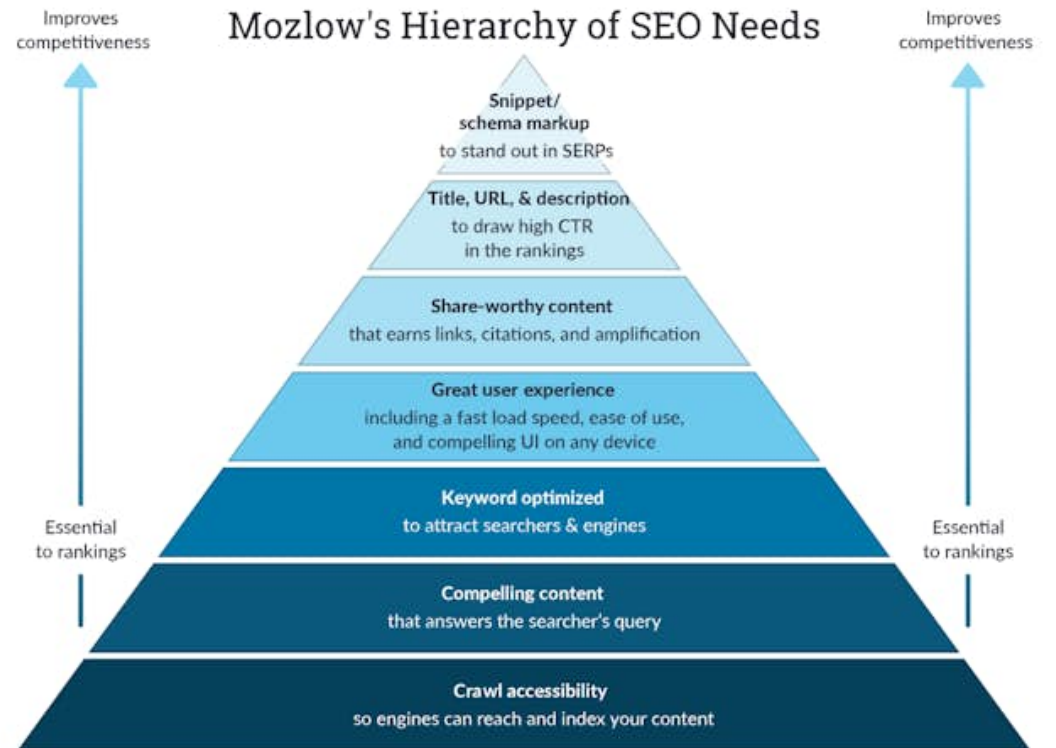 Mozlow's Hierarchy of SEO Needs
Improves
competitiveness
Improves
competitiveness
Snippet/
schema markup
to stand out in SERPs
Title, URL, & description
to draw high CTR
in the rankings
Share-worthy content
that earns links, citations, and amplification
Great user experience
including a fast load speed, ease of use,
and compelling UI on any device
Keyword optimized
to attract searchers & engines
Essential
to rankings
Essential
to rankings
Compelling content
that answers the searcher's query
Crawl accessibility
so engines can reach and index your content